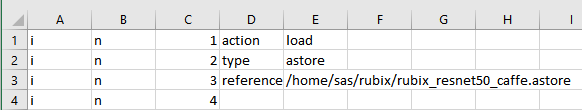 A B C D E F G H I
1 i n 1 action load
2 i n 2 type astore
3 i n 3 reference /home/sas/rubix/rubix_resnet50_caffe.astore
4 i n 4